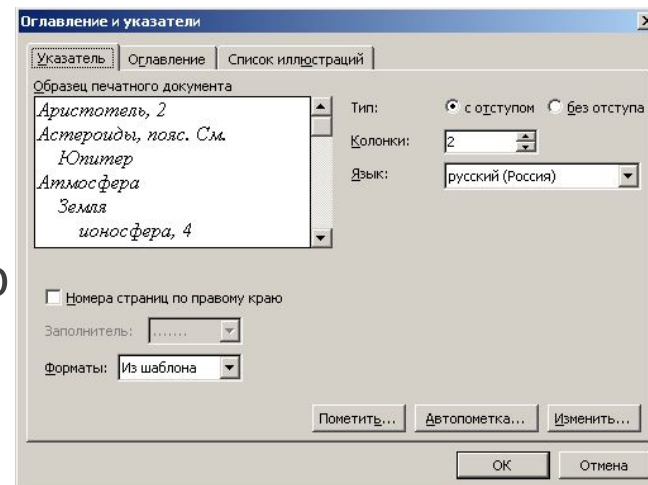 Оглавление и указатели
Указатель Оглавление Список иллюстраций
Образец печатного документа
Аристотель, 2
Астероиды, пояс. См.
Юпитер
Атмосфера
Земля
ионосфера, 4
Тип: с отступом без отступа
Колонки: 2
Язык: русский (Россия)
Номера страниц по правому краю
Заполнитель: .......
Форматы: Из шаблона
Пометить... Автопометка... Изменить...
ОК Отмена